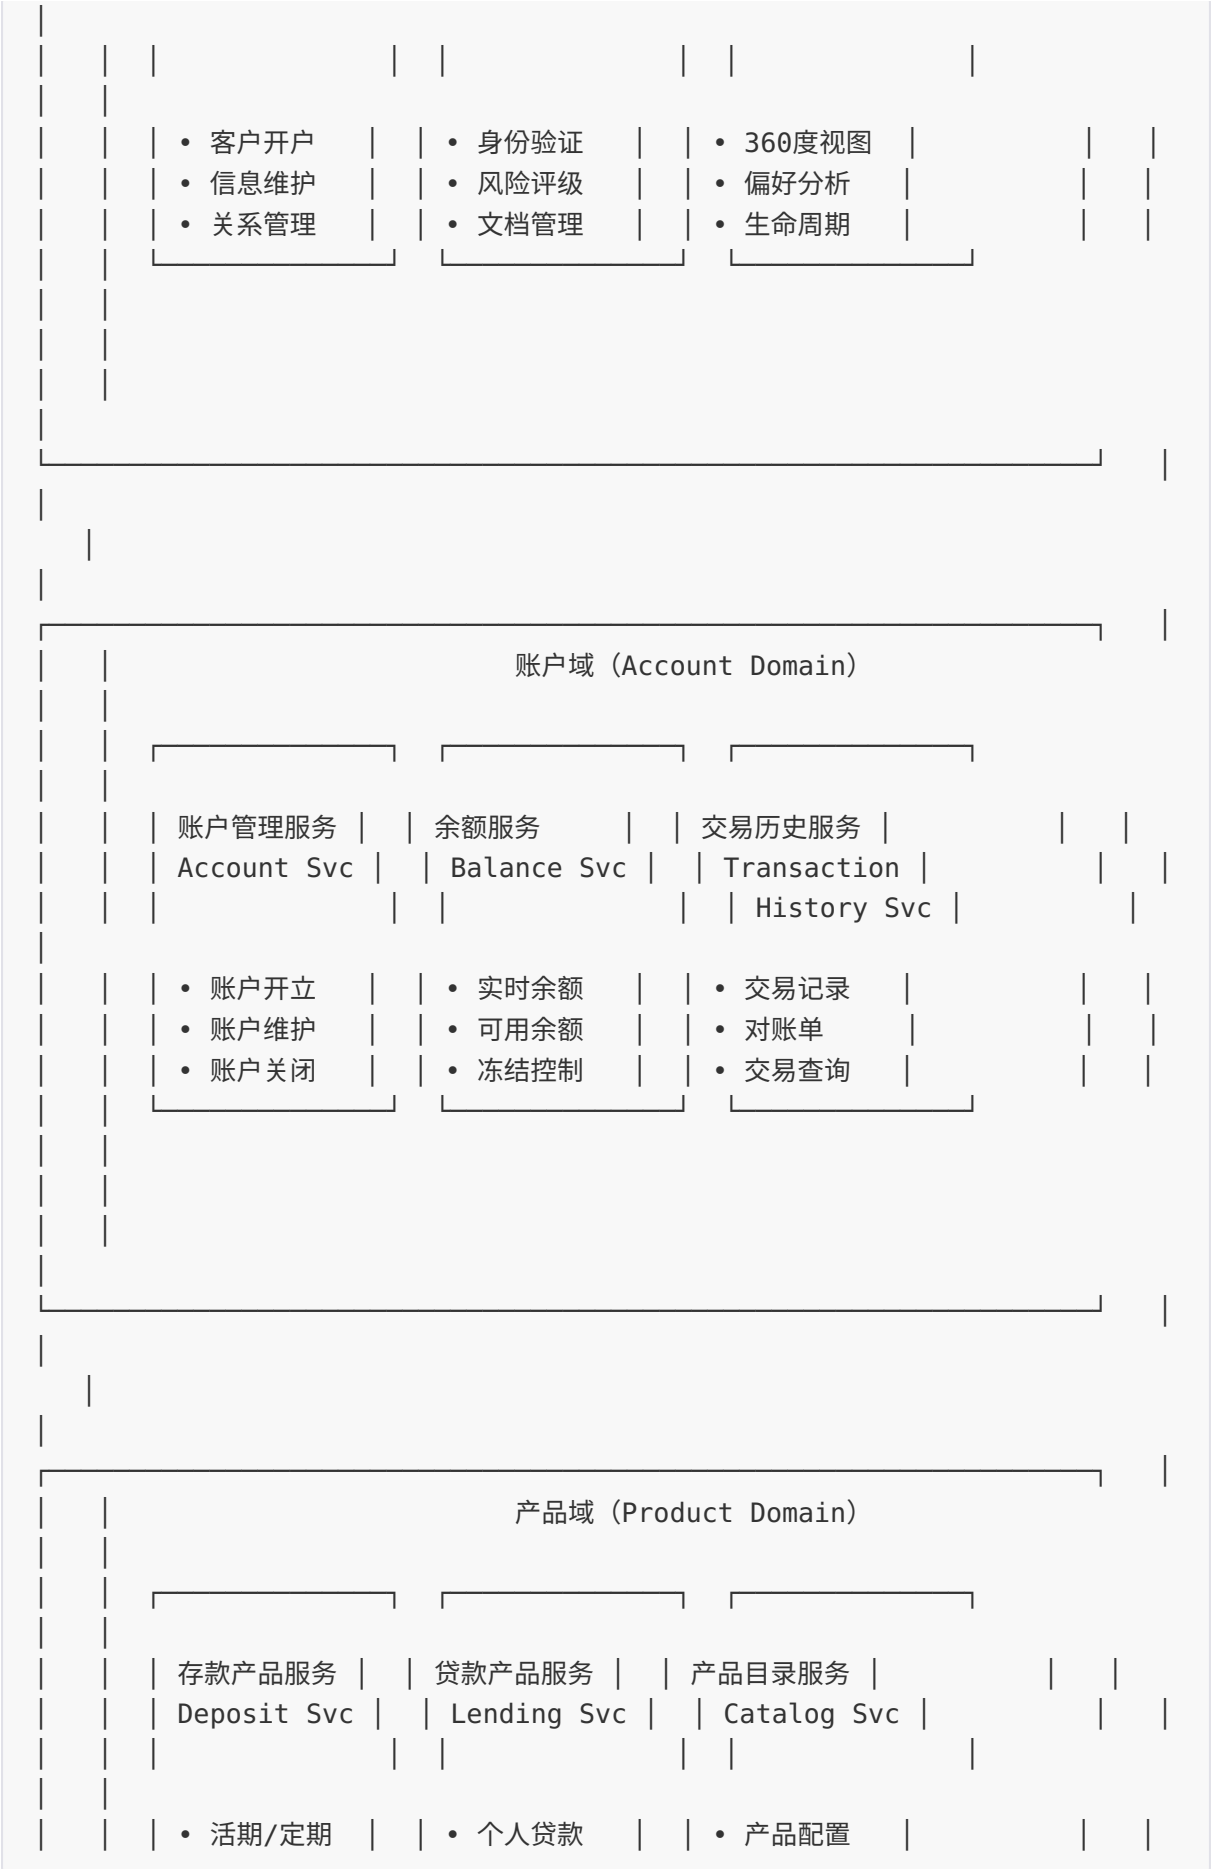 • 客户开户 • 身份验证 • 360度视图
• 信息维护 • 风险评级 • 偏好分析
• 关系管理 • 文档管理 • 生命周期
账户域（Account Domain）
账户管理服务 余额服务 交易历史服务
Account Svc Balance Svc Transaction
History Svc
• 账户开立 • 实时余额 • 交易记录
• 账户维护 • 可用余额 • 对账单
• 账户关闭 • 冻结控制 • 交易查询
产品域（Product Domain）
存款产品服务 贷款产品服务 产品目录服务
Deposit Svc Lending Svc Catalog Svc
• 活期/定期 • 个人贷款 • 产品配置